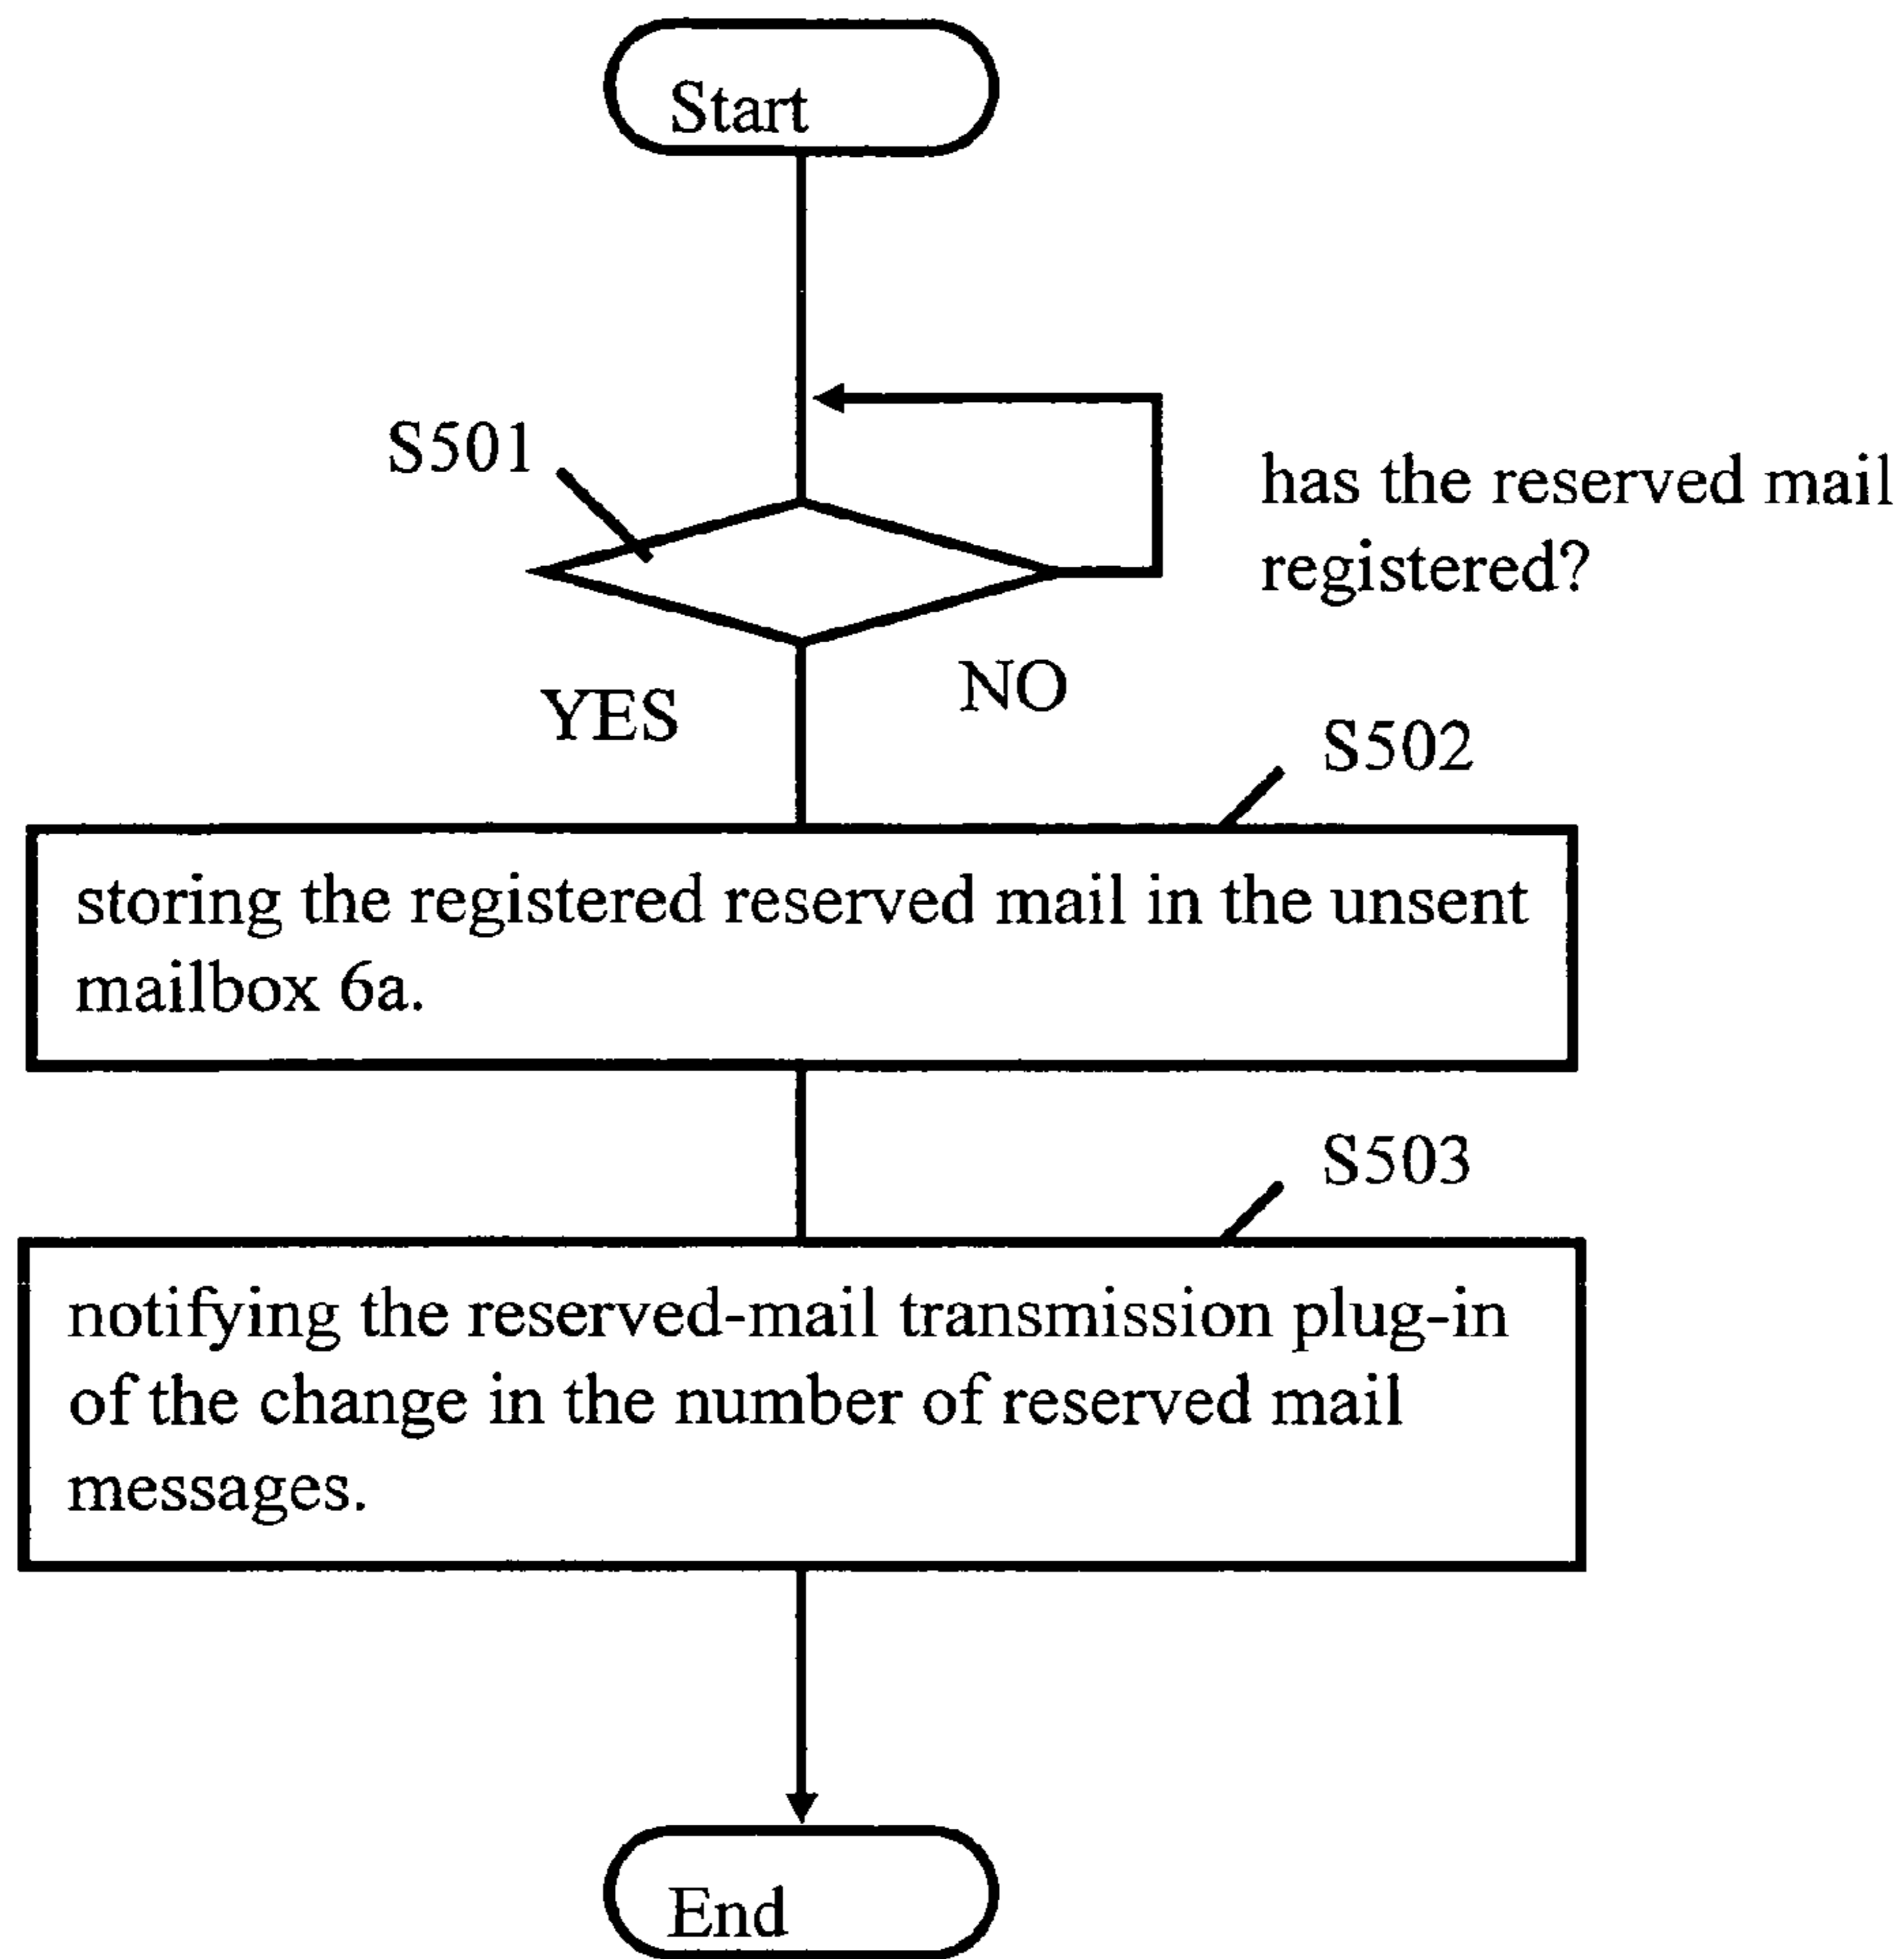 Start
S501
has the reserved mail
registered?
YES
NO
S502
storing the registered reserved mail in the unsent
mailbox 6a.
S503
notifying the reserved-mail transmission plug-in
of the change in the number of reserved mail
messages.
End